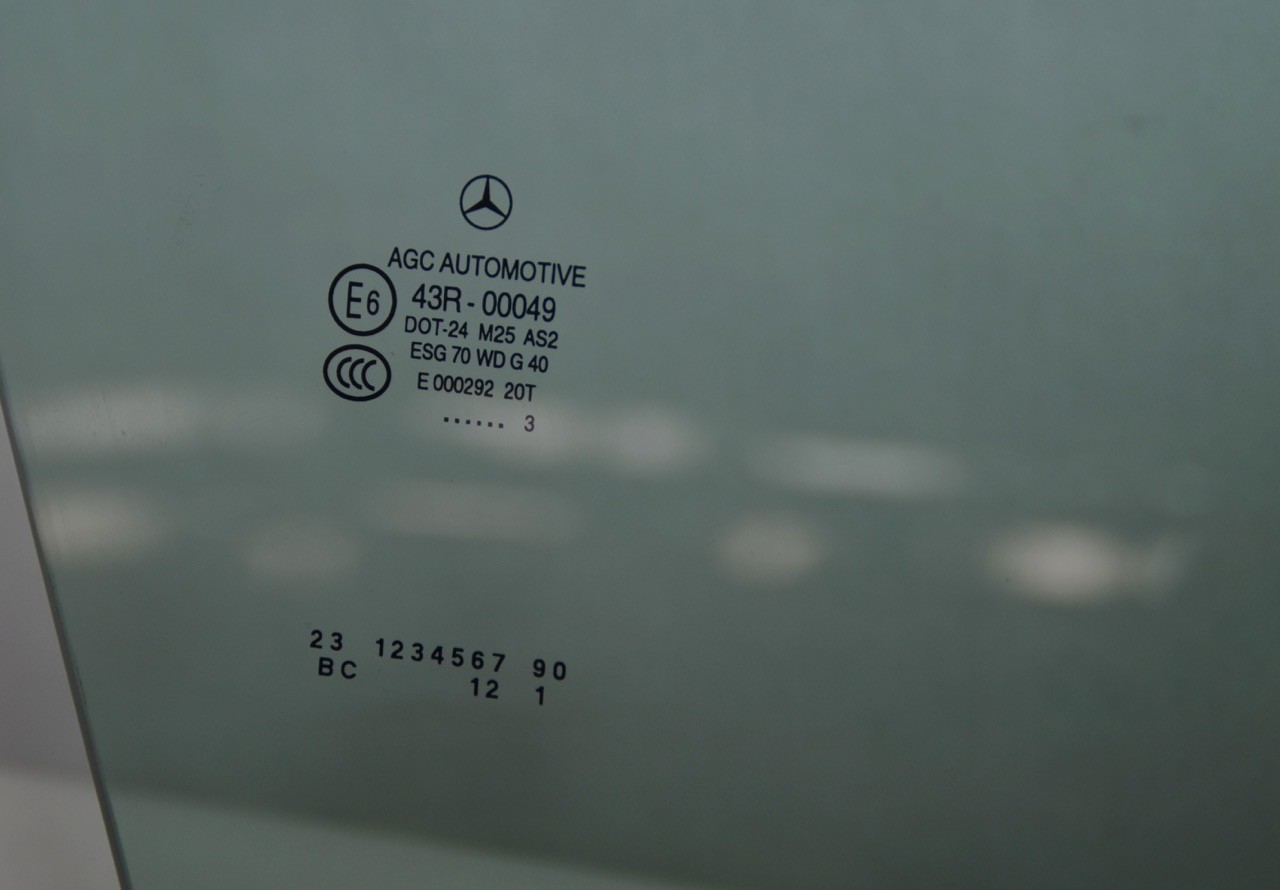 AGC AUTOMOTIVE
E6 43R - 00049
DOT-24 M25 AS2
ESG 70 WD G 40
CCC
E 000292 20T
...... 3
23 1234567 90
BC 12 1